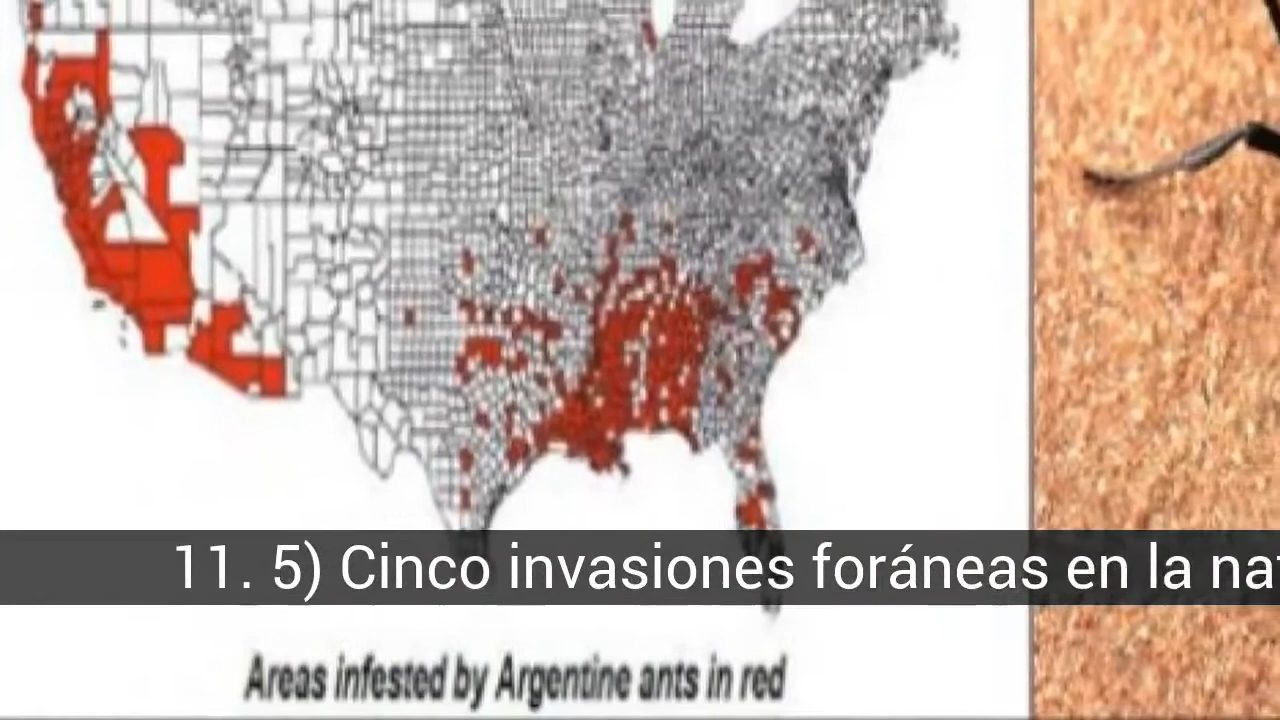 11. 5) Cinco invasiones foráneas en la na
Areas infested by Argentine ants in red